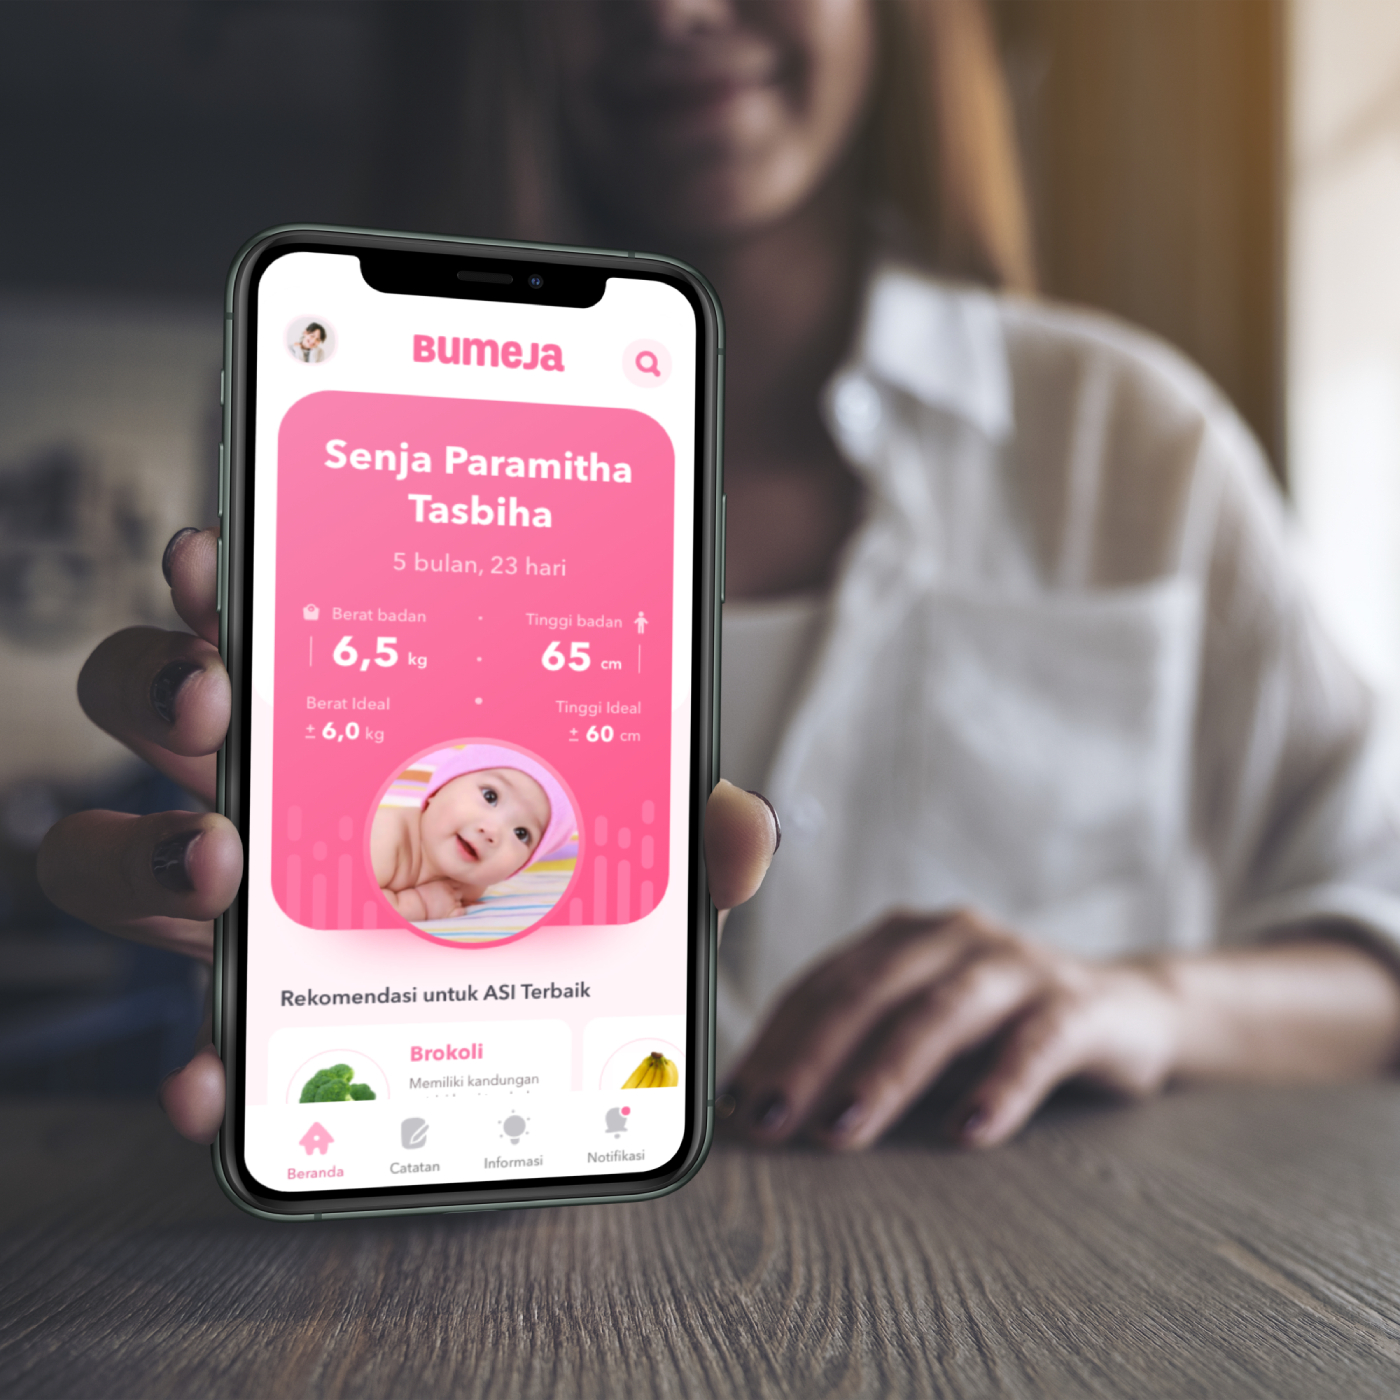 BUMEJA
Senja Paramitha
Tasbiha
5 bulan, 23 hari
Berat badan
6,5 kg
Tinggi badan
65 cm
Berat Ideal
± 6,0 kg
Tinggi Ideal
± 60 cm
Rekomendasi untuk ASI Terbaik
Brokoli
Memiliki kandungan
Beranda
Catatan
Informasi
Notifikasi